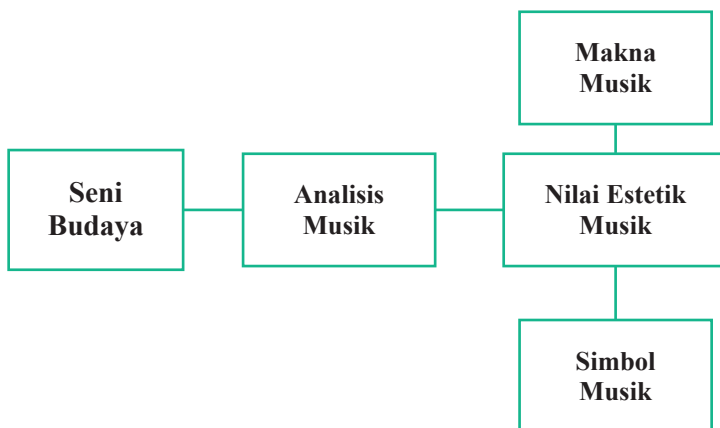 Makna
Musik
Seni
Budaya
Analisis
Musik
Nilai Estetik
Musik
Simbol
Musik